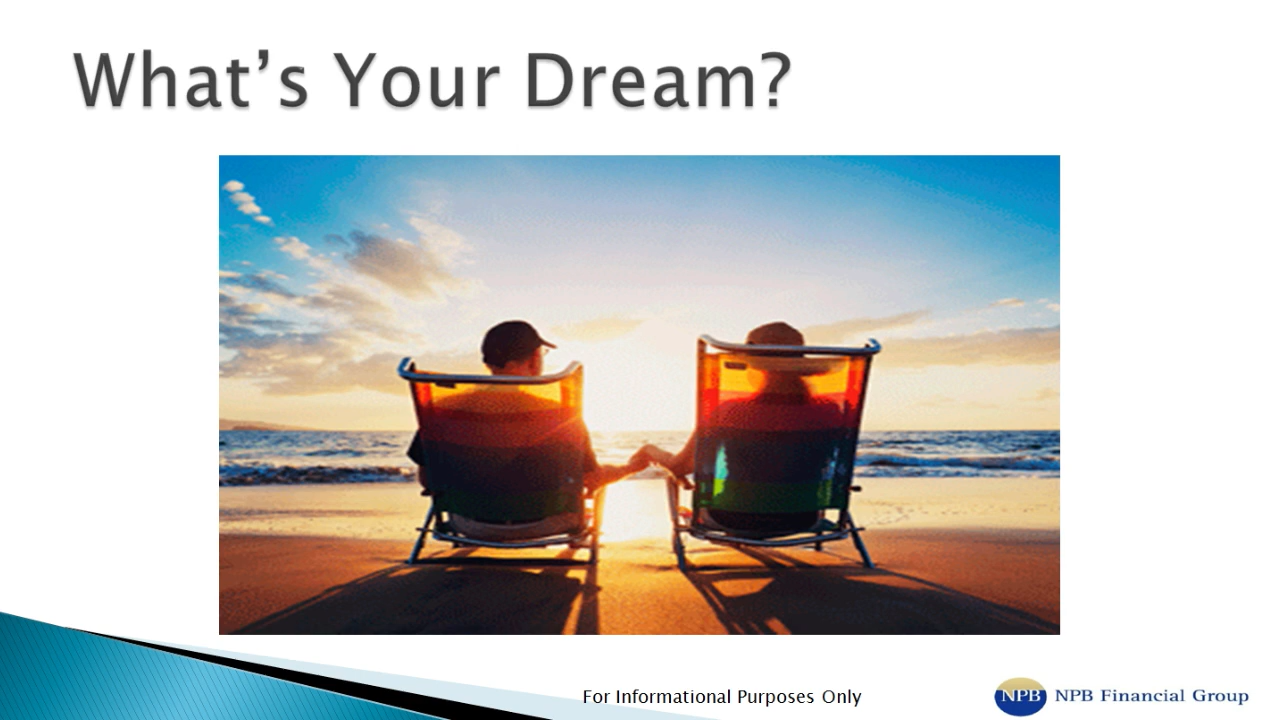 What’s Your Dream?
For Informational Purposes Only
NPB NPB Financial Group